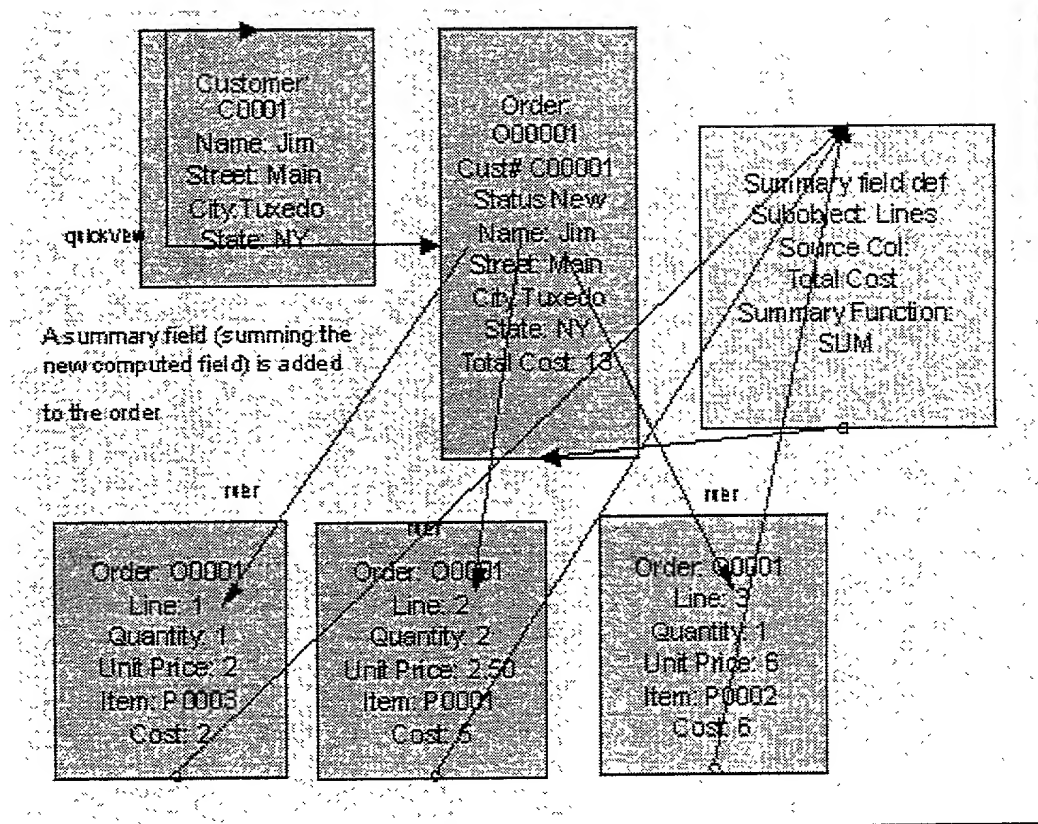 Customer:
C0001
Name: Jim
Street: Main
City:Tuxedo
State: NY
quickview
Order:
O00001
Cust# C00001
Status:New
Name: Jim
Street: Main
City:Tuxedo
State: NY
Total Cost: 13
Summary field def
Subobject: Lines
Source Col:
Total Cost
Summary Function:
SUM
A summary field (summing the
new computed field) is added
to the order
Order: O0001
Line: 1
Quantity: 1
Unit Price: 2
Item: P0003
Cost: 2
Order: O0001
Line: 2
Quantity: 2
Unit Price: 2.50
Item: P0001
Cost: 5
Order: O0001
Line: 3
Quantity: 1
Unit Price: 6
Item: P0002
Cost: 6